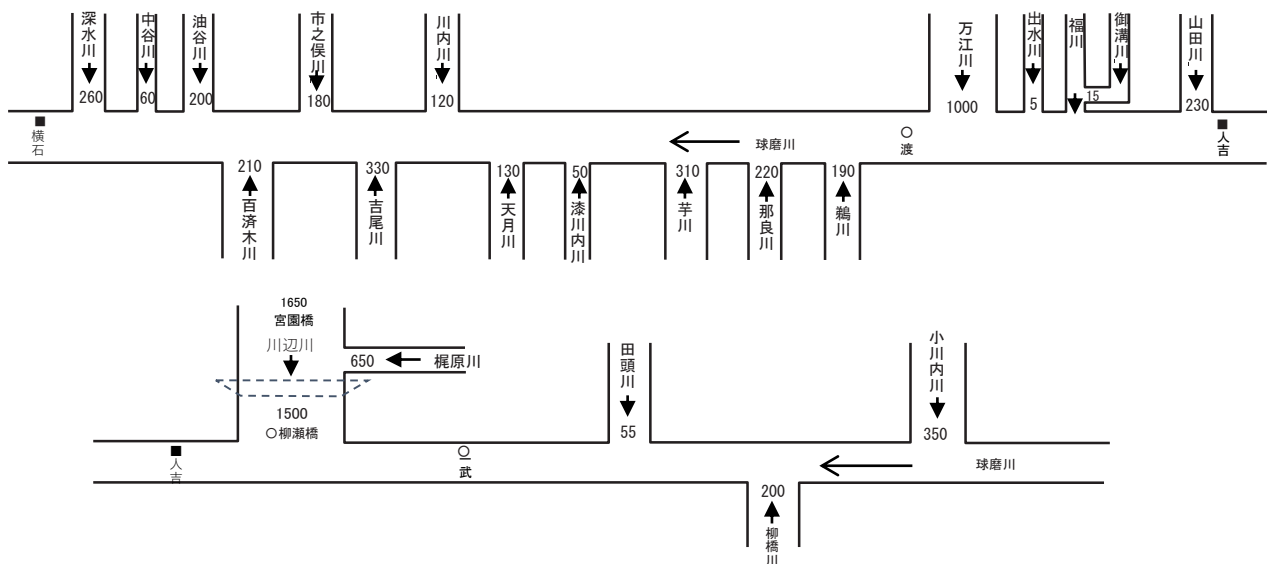 深水川
260
中谷川
60
油谷川
200
市之俣川
180
川内川
120
万江川
1000
出水川
5
福川
15
御溝川
山田川
230
横石
球磨川
渡
人吉
210
百済木川
330
吉尾川
130
天月川
50
漆川内川
310
芋川
220
那良川
190
鵜川
1650
宮園橋
川辺川
650
梶原川
1500
柳瀬橋
田頭川
55
小川内川
350
人吉
一武
球磨川
200
柳橋川